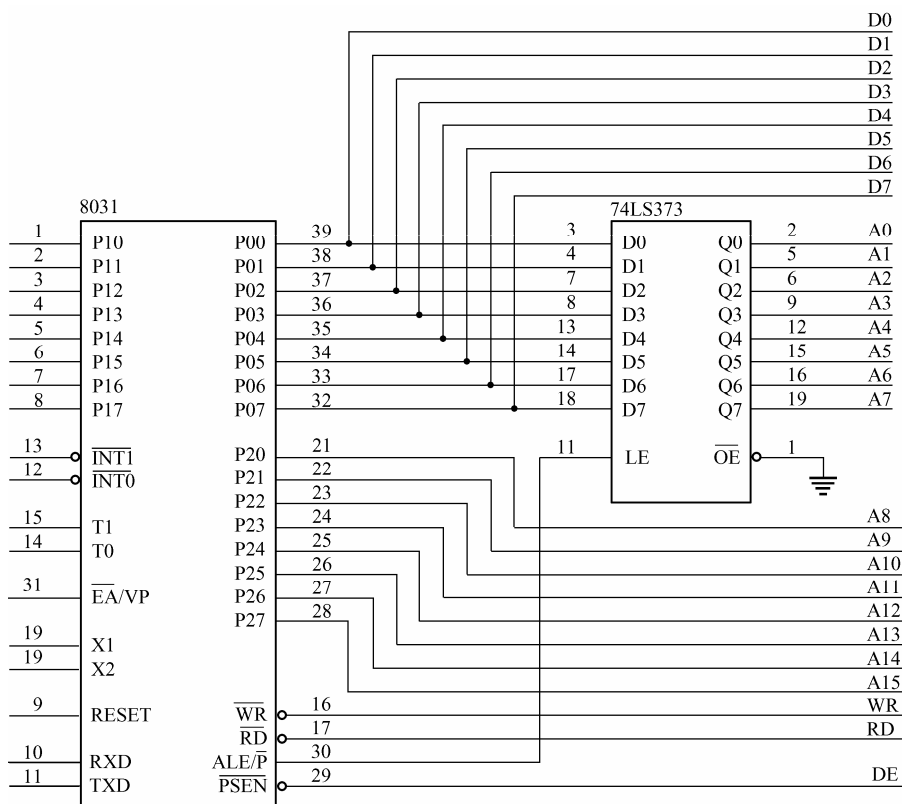 D0
D1
D2
D3
D4
D5
D6
D7
8031
74LS373
1 P10 P00 39 3 D0 Q0 2 A0
2 P11 P01 38 4 D1 Q1 5 A1
3 P12 P02 37 7 D2 Q2 6 A2
4 P13 P03 36 8 D3 Q3 9 A3
5 P14 P04 35 13 D4 Q4 12 A4
6 P15 P05 34 14 D5 Q5 15 A5
7 P16 P06 33 17 D6 Q6 16 A6
8 P17 P07 32 18 D7 Q7 19 A7
13 INT1 P20 21 11 LE OE 1
12 INT0 P21 22
P22 23
15 T1 P23 24 A8
14 T0 P24 25 A9
P25 26 A10
31 EA/VP P26 27 A11
P27 28 A12
19 X1 A13
19 X2 A14
A15
9 RESET WR 16 WR
RD 17 RD
10 RXD ALE/P 30
11 TXD PSEN 29 DE